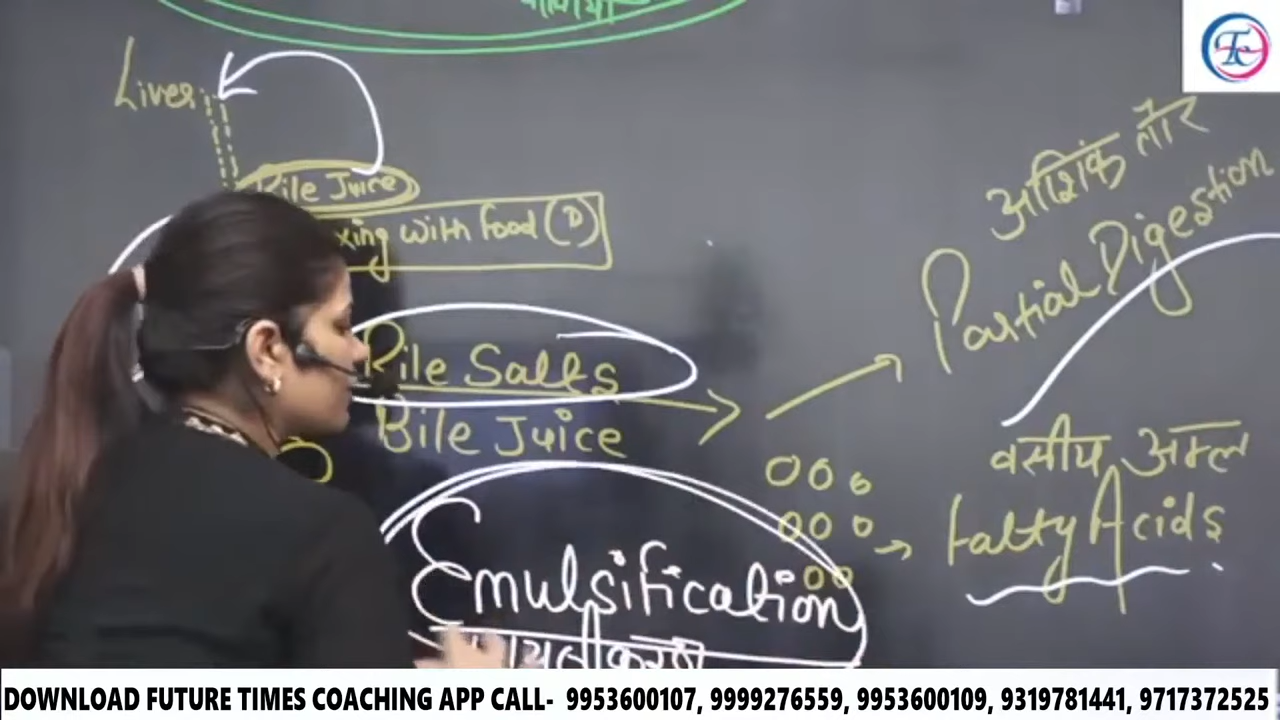 Liver
Bile Juice
xing with food (D)
Bile Salts
Bile Juice
आशिंक तौर
Partial Digestion
वसीय अम्ल
Fatty Acids
Emulsification
DOWNLOAD FUTURE TIMES COACHING APP CALL- 9953600107, 9999276559, 9953600109, 9319781441, 9717372525